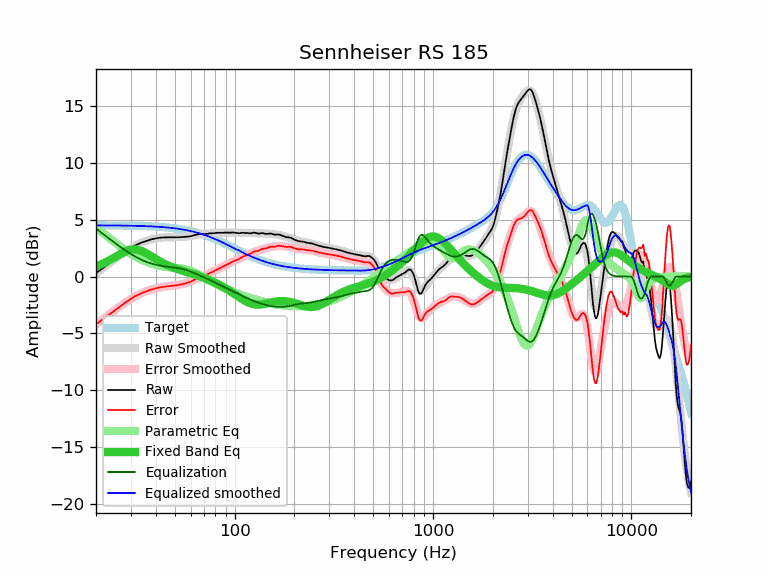 Sennheiser RS 185
Amplitude (dBr)
15
10
5
0
−5
−10
−15
−20
Target
Raw Smoothed
Error Smoothed
Raw
Error
Parametric Eq
Fixed Band Eq
Equalization
Equalized smoothed
100
1000
10000
Frequency (Hz)